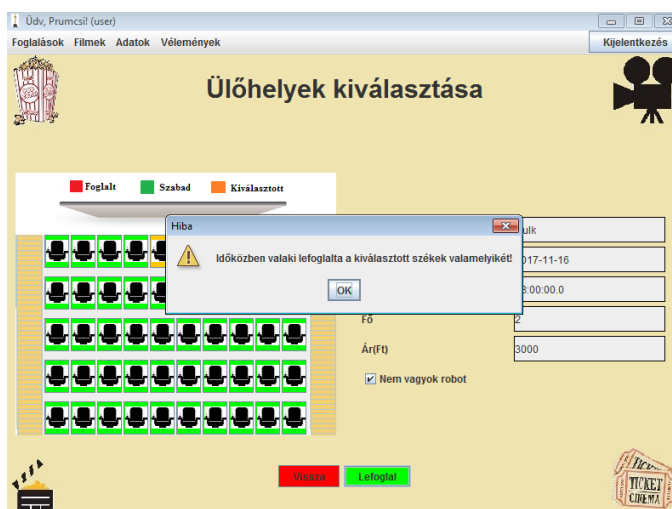 Üdv, Prumcsi! (user)
Foglalások Filmek Adatok Vélemények Kijelentkezés
Ülőhelyek kiválasztása
Foglalt Szabad Kiválasztott
Hiba
Időközben valaki lefoglalta a kiválasztott székek valamelyikét!
OK
ulk
017-11-16
:00:00.0
Fő 2
Ár(Ft) 3000
Nem vagyok robot
Vissza Lefoglal
TICKET
CINEMA